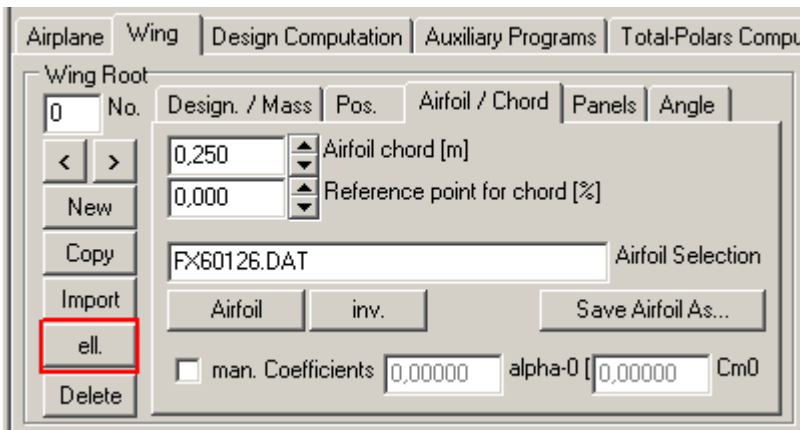 Airplane Wing Design Computation Auxiliary Programs Total-Polars Compu
Wing Root
0 No. Design. / Mass Pos. Airfoil / Chord Panels Angle
< > 0,250 Airfoil chord [m]
New 0,000 Reference point for chord [%]
Copy FX60126.DAT Airfoil Selection
Import Airfoil inv. Save Airfoil As...
ell.
man. Coefficients 0,00000 alpha-0 [ 0,00000 Cm0
Delete